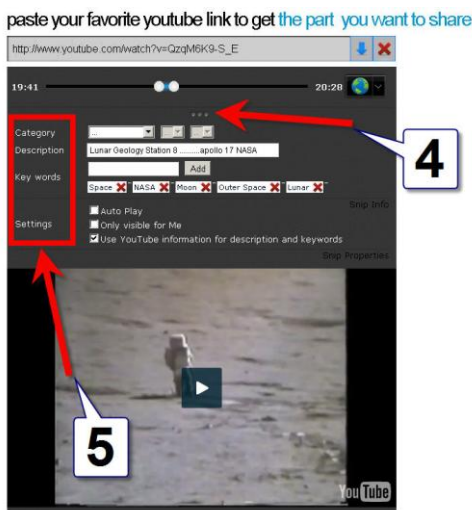 paste your favorite youtube link to get the part you want to share
http://www.youtube.com/watch?v=QzqM6K9-S_E
19:41 20:28
4
Category ...
Description Lunar Geology Station 8 .........apollo 17 NASA
Key words Add
Space NASA Moon Outer Space Lunar
Snip Info
Auto Play
Settings Only visible for Me
Use YouTube information for description and keywords
Snip Properties
5
YouTube